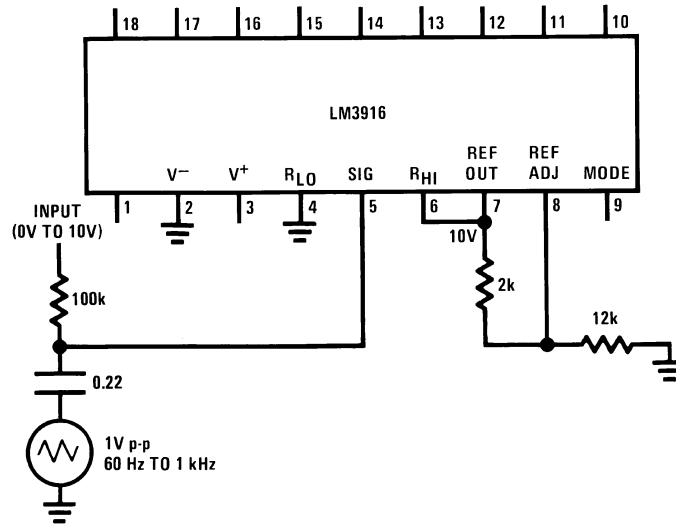 18 17 16 15 14 13 12 11 10
LM3916
REF REF
V− V+ RLO SIG RHI OUT ADJ MODE
1 2 3 4 5 6 7 8 9
INPUT
(0V TO 10V)
10V
100k
2k
12k
0.22
1V p-p
60 Hz TO 1 kHz